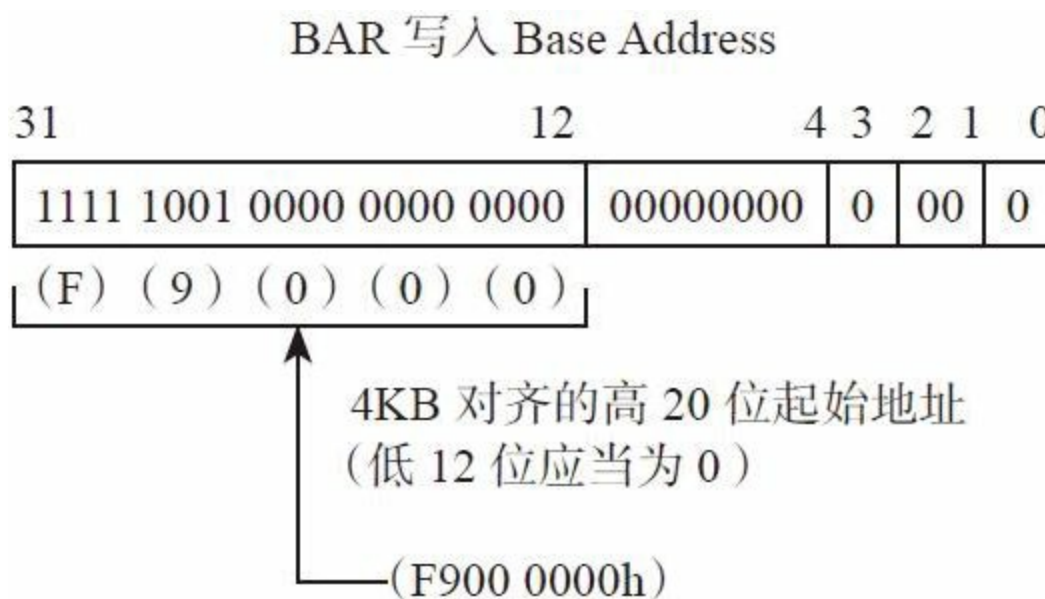 BAR 写入 Base Address
31 12 4 3 2 1 0
1111 1001 0000 0000 0000 00000000 0 00 0
(F) (9) (0) (0) (0)
4KB 对齐的高 20 位起始地址
(低 12 位应当为 0)
(F900 0000h)